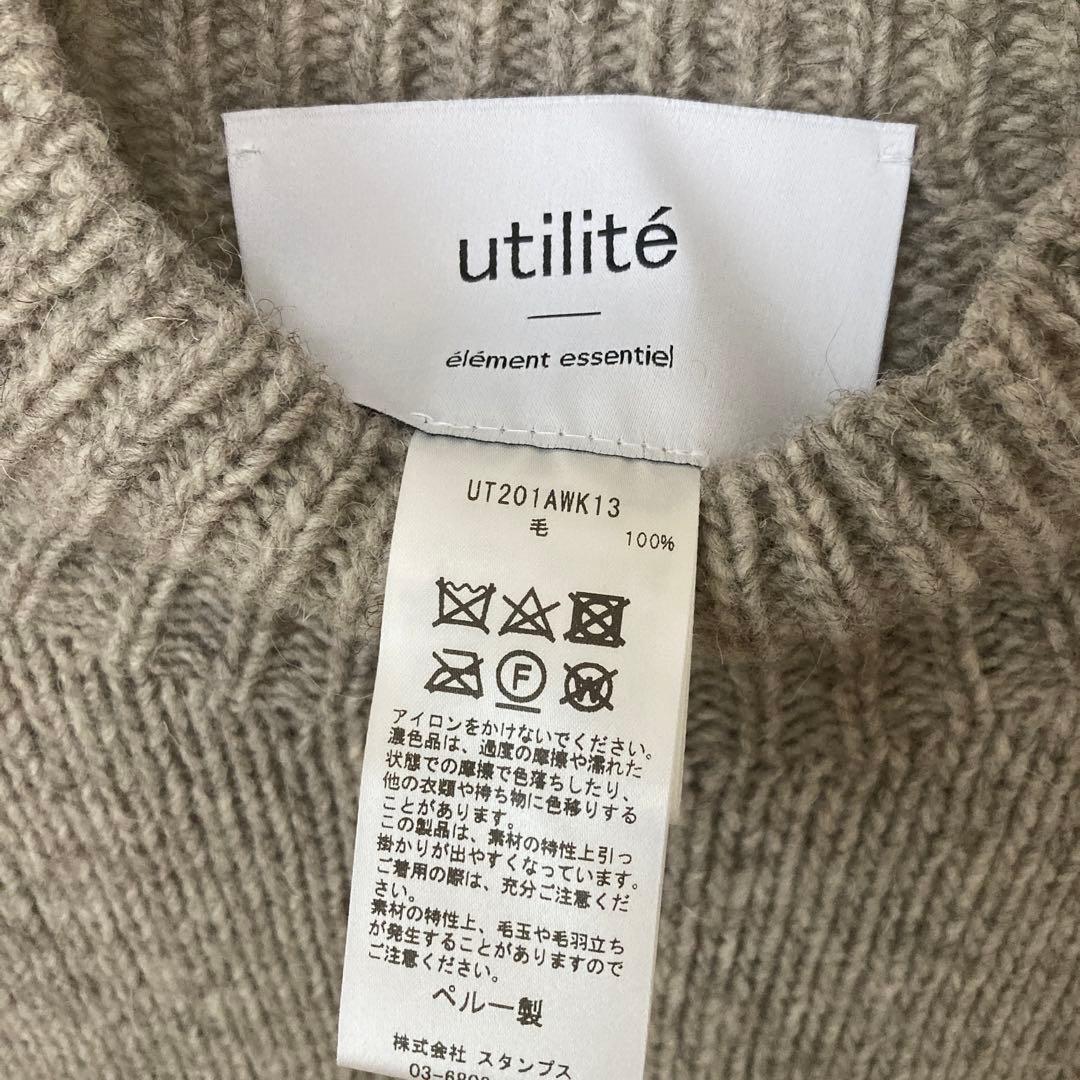 utilité
élément essentiel
UT201AWK13
毛 100%
F
W
アイロンをかけないでください。
濃色品は、過度の摩擦や濡れた
状態での摩擦で色落ちしたり、
他の衣類や持ち物に色移りする
ことがあります。
この製品は、素材の特性上引っ
掛かりが出やすくなっています。
ご着用の際は、充分ご注意くだ
さい。
素材の特性上、毛玉や毛羽立ち
が発生することがありますので
ご注意ください。
ペルー製
株式会社 スタンプス